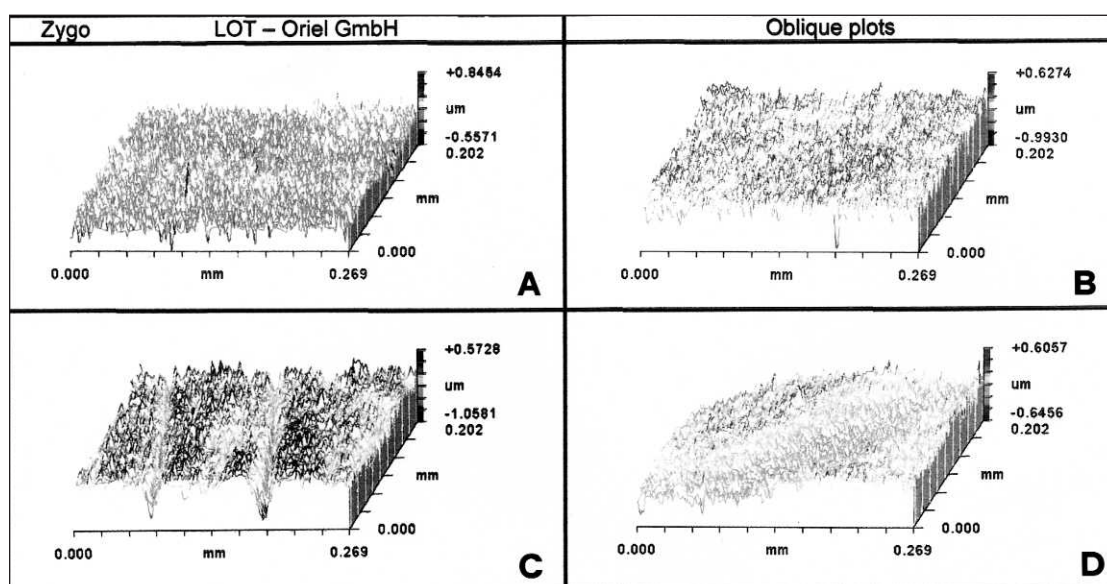 Zygo LOT – Oriel GmbH Oblique plots
+0.8464
um
-0.5571
0.202
mm
0.000
0.000 mm 0.269
A
+0.6274
um
-0.9930
0.202
mm
0.000
0.000 mm 0.269
B
+0.5728
um
-1.0581
0.202
mm
0.000
0.000 mm 0.269
C
+0.6057
um
-0.6456
0.202
mm
0.000
0.000 mm 0.269
D